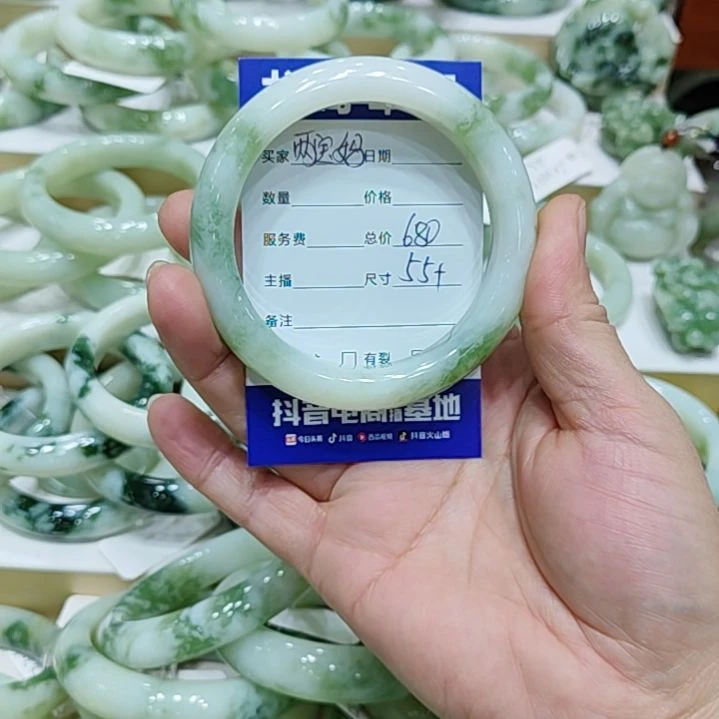 买家 两宝妈 日期
数量 价格
服务费 总价 680
主播 尺寸 55+
备注
有裂
抖音电商 基地
今日头条 抖音 西瓜视频 抖音火山版